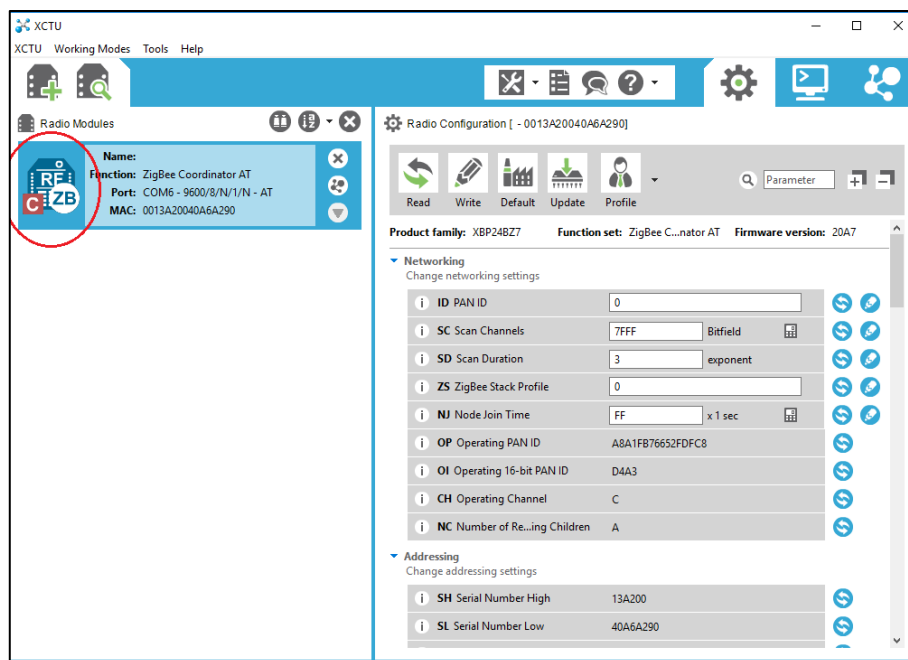 XCTU
XCTU Working Modes Tools Help
Radio Modules
Radio Configuration [ - 0013A20040A6A290]
RF
C ZB
Name:
Function: ZigBee Coordinator AT
Port: COM6 - 9600/8/N/1/N - AT
MAC: 0013A20040A6A290
Read Write Default Update Profile
Parameter
Product family: XBP24BZ7 Function set: ZigBee C...nator AT Firmware version: 20A7
Networking
Change networking settings
i ID PAN ID 0
i SC Scan Channels 7FFF Bitfield
i SD Scan Duration 3 exponent
i ZS ZigBee Stack Profile 0
i NJ Node Join Time FF x 1 sec
i OP Operating PAN ID A8A1FB76652FDFC8
i OI Operating 16-bit PAN ID D4A3
i CH Operating Channel C
i NC Number of Re...ing Children A
Addressing
Change addressing settings
i SH Serial Number High 13A200
i SL Serial Number Low 40A6A290